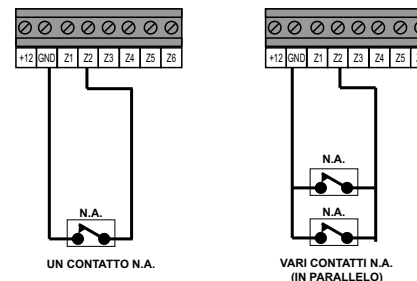 +12 GND Z1 Z2 Z3 Z4 Z5 Z6
N.A.
UN CONTATTO N.A.
+12 GND Z1 Z2 Z3 Z4 Z5
N.A.
N.A.
VARI CONTATTI N.A.
(IN PARALLELO)